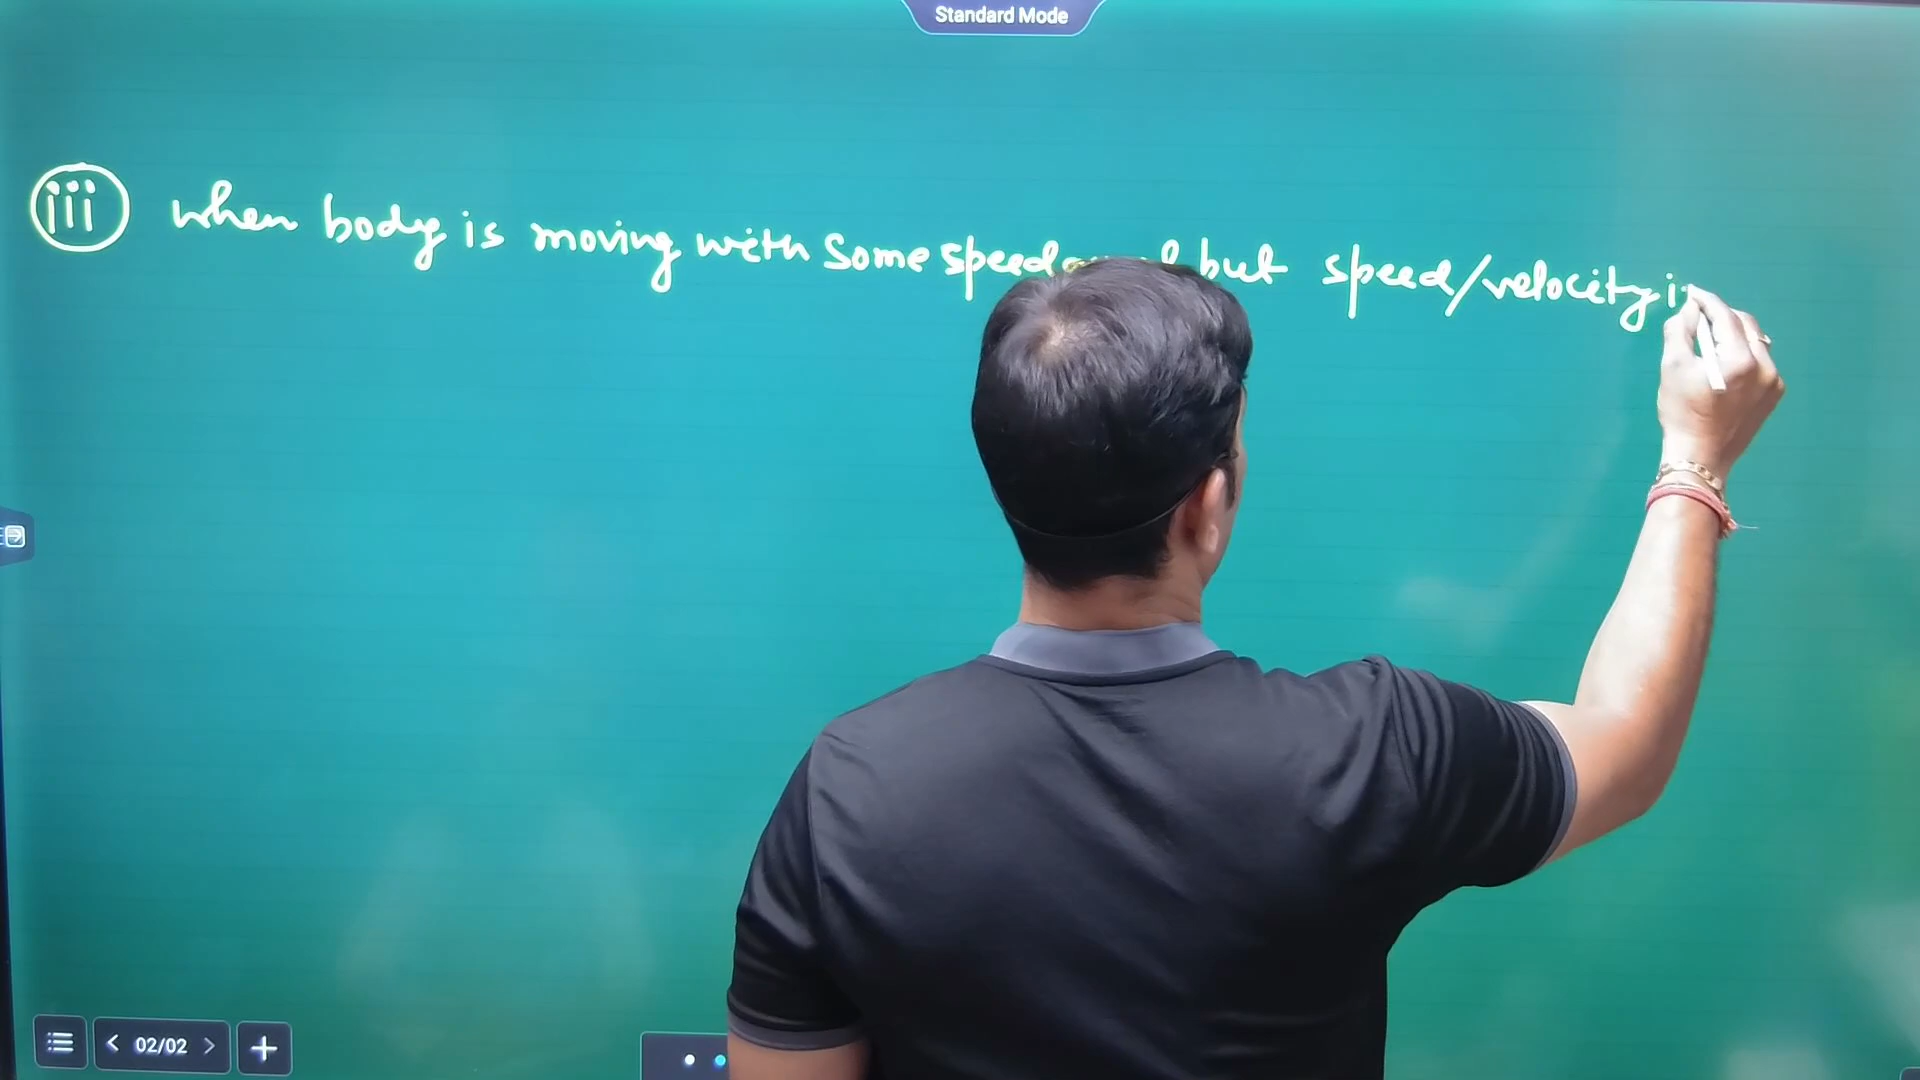 Standard Mode
iii when body is moving with some speed but speed/velocity i
02/02